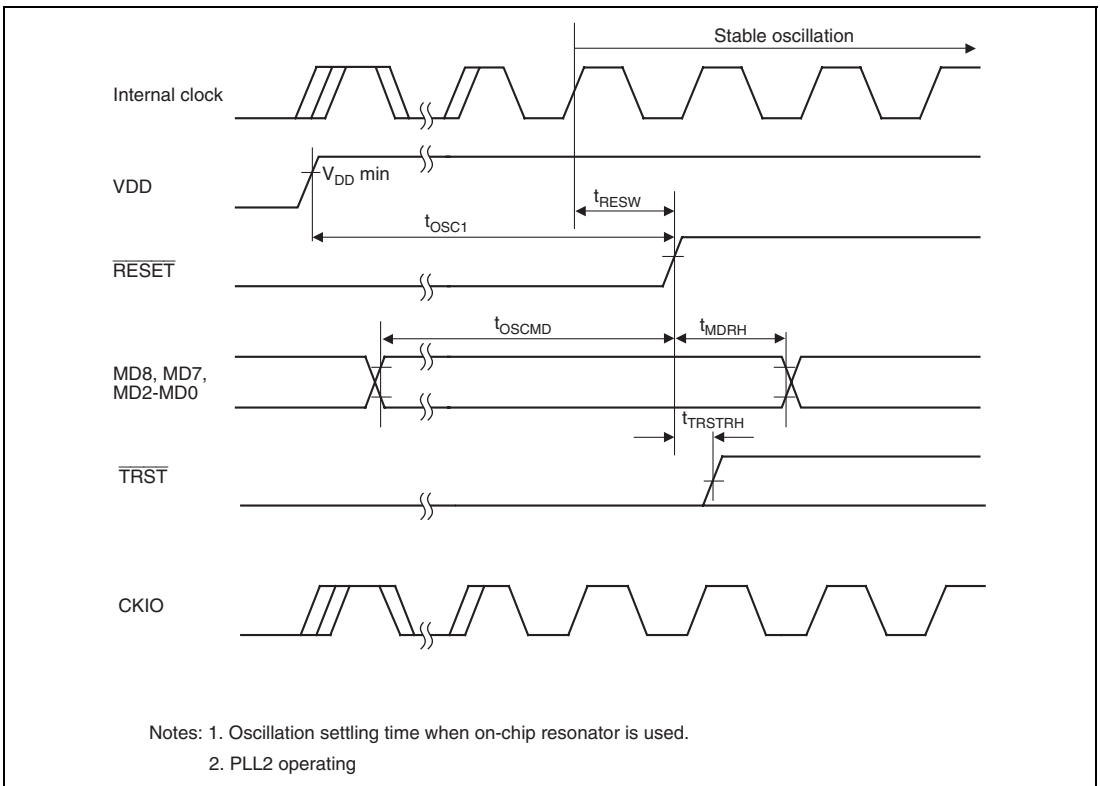 Stable oscillation
Internal clock
VDD
VDD min
tRESW
tOSC1
RESET
tOSCMD
tMDRH
MD8, MD7,
MD2-MD0
tTRSTRH
TRST
CKIO
Notes: 1. Oscillation settling time when on-chip resonator is used.
2. PLL2 operating